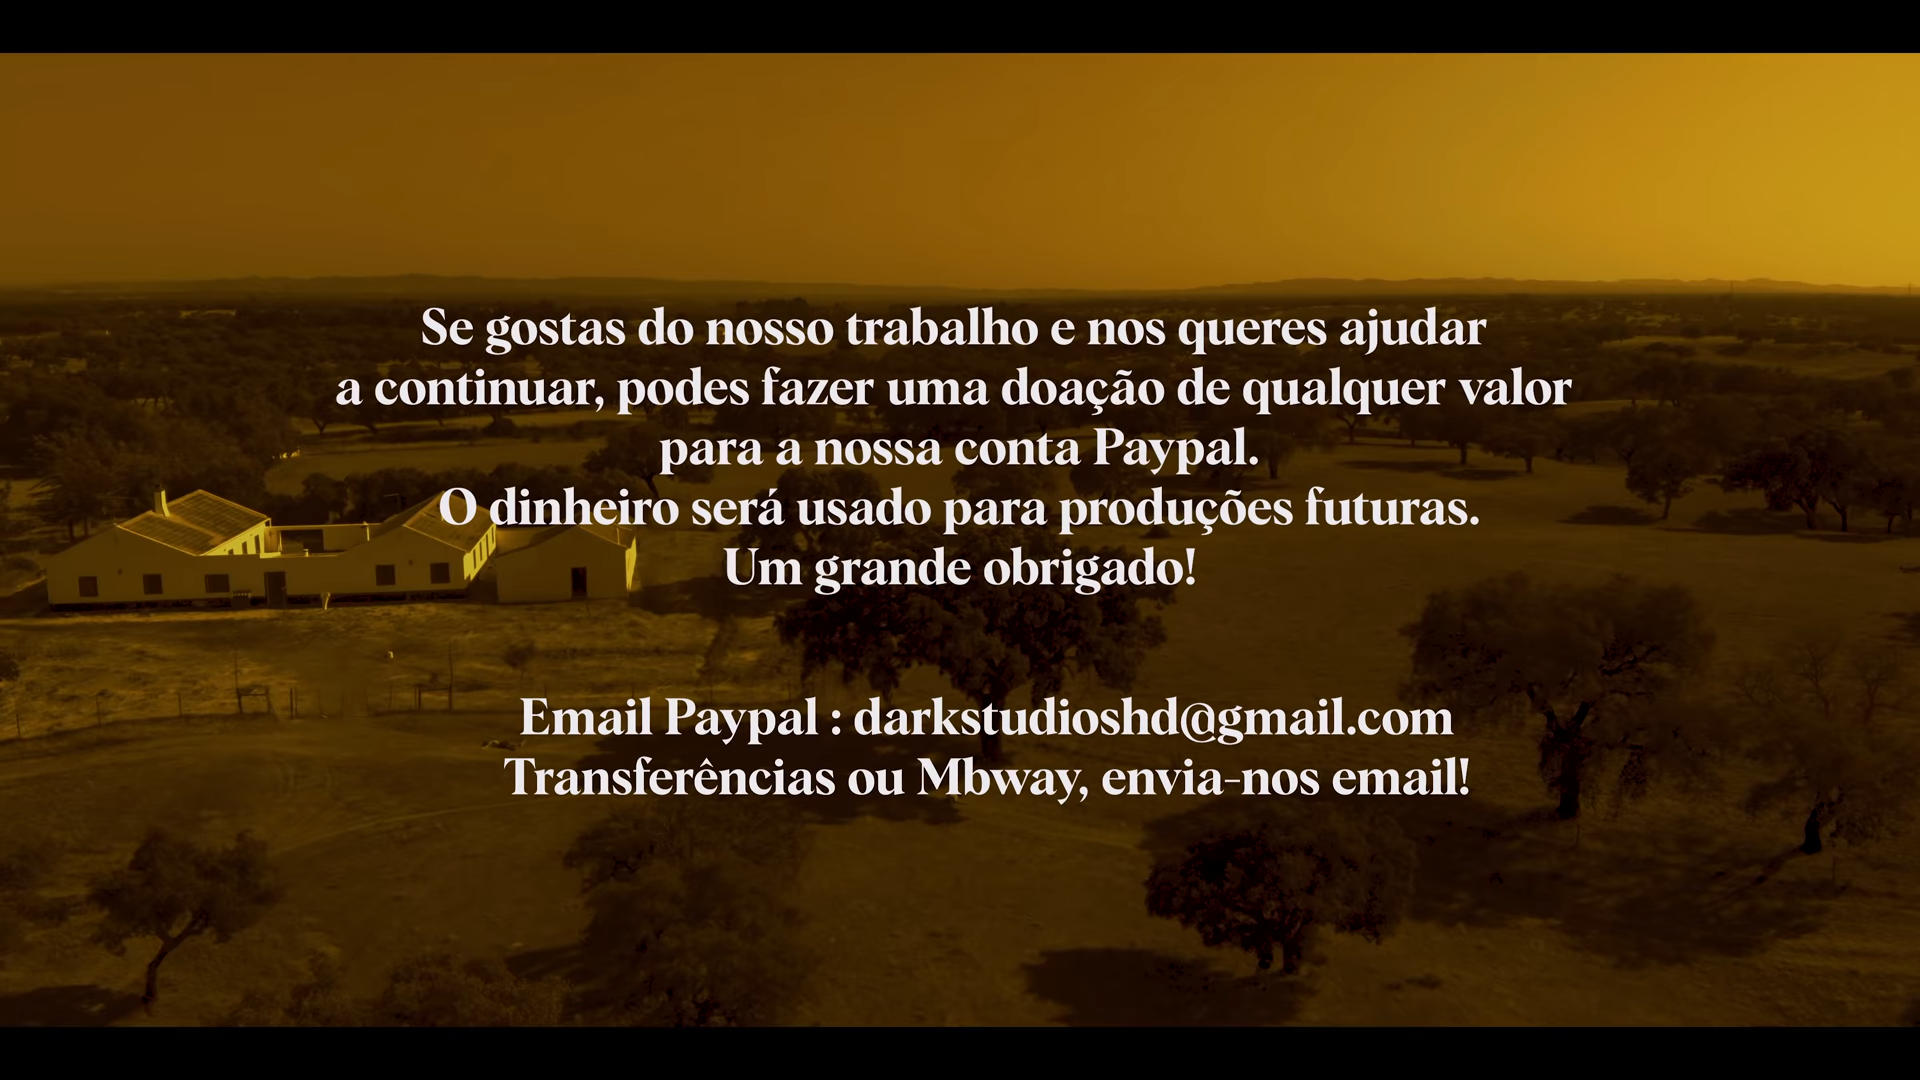 Se gostas do nosso trabalho e nos queres ajudar
a continuar, podes fazer uma doação de qualquer valor
para a nossa conta Paypal.
O dinheiro será usado para produções futuras.
Um grande obrigado!
Email Paypal : darkstudioshd@gmail.com
Transferências ou Mbway, envia-nos email!